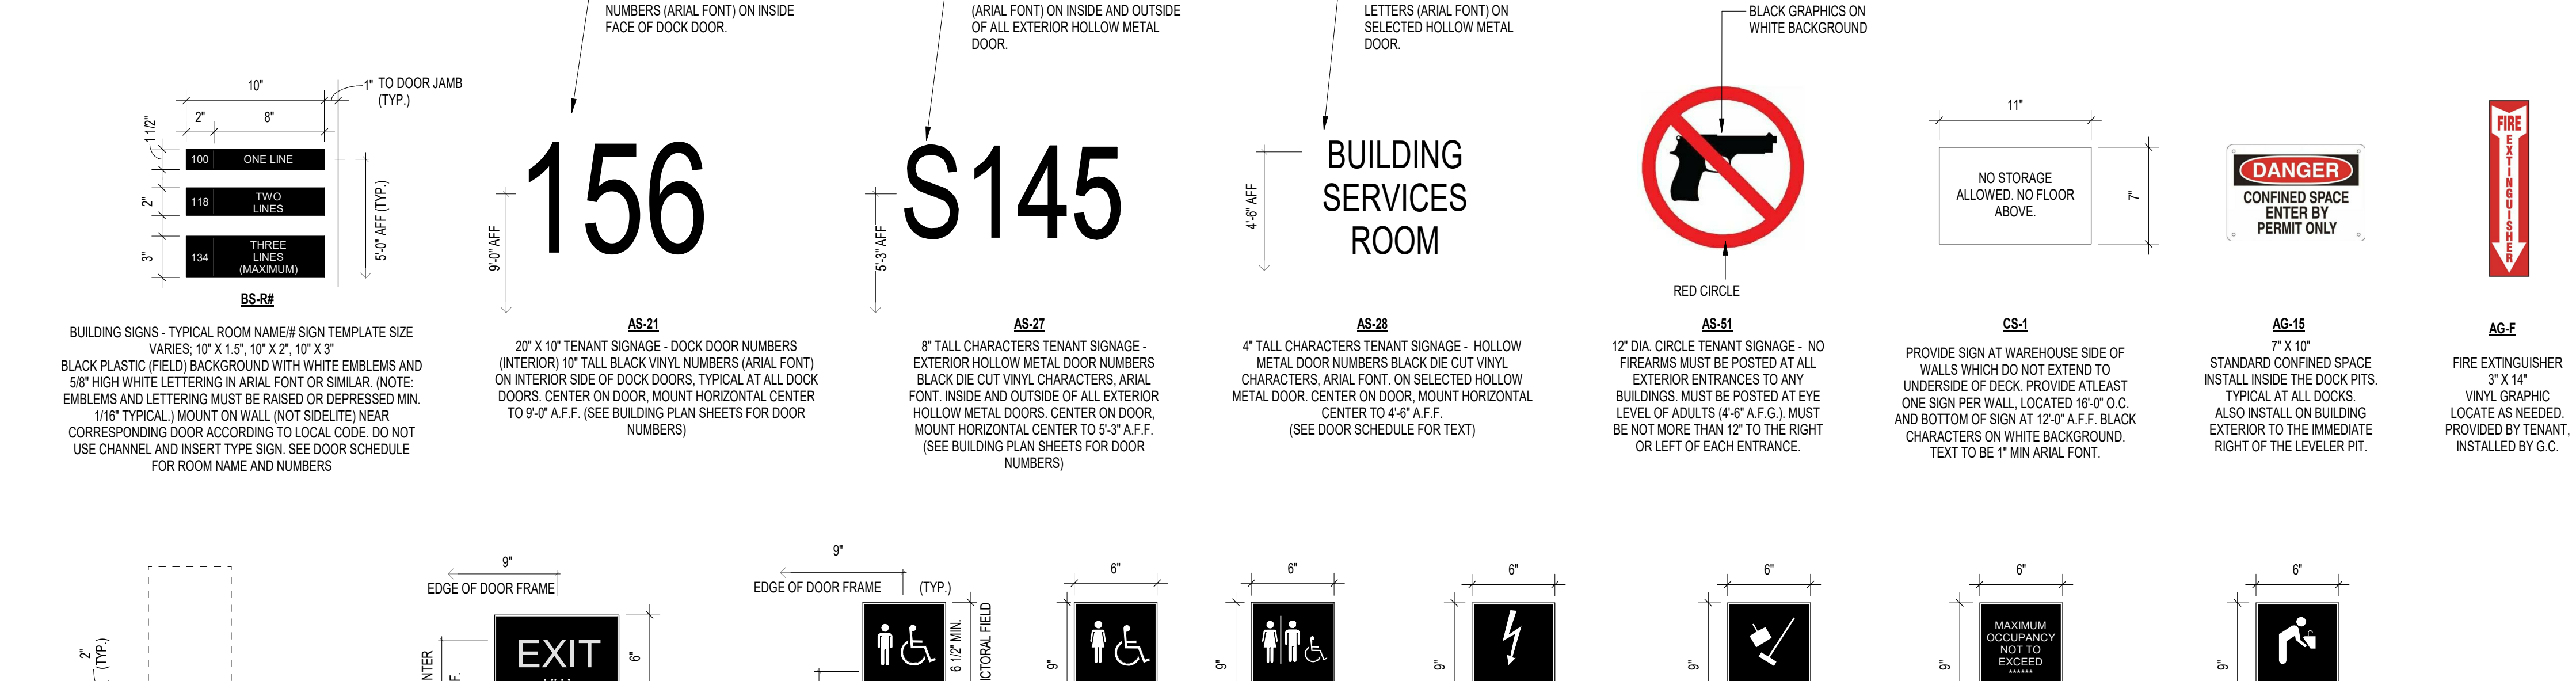 NUMBERS (ARIAL FONT) ON INSIDE
FACE OF DOCK DOOR.
(ARIAL FONT) ON INSIDE AND OUTSIDE
OF ALL EXTERIOR HOLLOW METAL
DOOR.
LETTERS (ARIAL FONT) ON
SELECTED HOLLOW METAL
DOOR.
BLACK GRAPHICS ON
WHITE BACKGROUND
10"
1" TO DOOR JAMB
(TYP.)
2"
8"
1 1/2"
100 ONE LINE
2"
118 TWO
LINES
3"
134 THREE
LINES
(MAXIMUM)
5'-0" AFF (TYP.)
BS-R#
BUILDING SIGNS - TYPICAL ROOM NAME/# SIGN TEMPLATE SIZE
VARIES; 10" X 1.5", 10" X 2", 10" X 3"
BLACK PLASTIC (FIELD) BACKGROUND WITH WHITE EMBLEMS AND
5/8" HIGH WHITE LETTERING IN ARIAL FONT OR SIMILAR. (NOTE:
EMBLEMS AND LETTERING MUST BE RAISED OR DEPRESSED MIN.
1/16" TYPICAL.) MOUNT ON WALL (NOT SIDELITE) NEAR
CORRESPONDING DOOR ACCORDING TO LOCAL CODE. DO NOT
USE CHANNEL AND INSERT TYPE SIGN. SEE DOOR SCHEDULE
FOR ROOM NAME AND NUMBERS
156
9'-0" AFF
AS-21
20" X 10" TENANT SIGNAGE - DOCK DOOR NUMBERS
(INTERIOR) 10" TALL BLACK VINYL NUMBERS (ARIAL FONT)
ON INTERIOR SIDE OF DOCK DOORS, TYPICAL AT ALL DOCK
DOORS. CENTER ON DOOR, MOUNT HORIZONTAL CENTER
TO 9'-0" A.F.F. (SEE BUILDING PLAN SHEETS FOR DOOR
NUMBERS)
S145
5'-3" AFF
AS-27
8" TALL CHARACTERS TENANT SIGNAGE -
EXTERIOR HOLLOW METAL DOOR NUMBERS
BLACK DIE CUT VINYL CHARACTERS, ARIAL
FONT. INSIDE AND OUTSIDE OF ALL EXTERIOR
HOLLOW METAL DOORS. CENTER ON DOOR,
MOUNT HORIZONTAL CENTER TO 5'-3" A.F.F.
(SEE BUILDING PLAN SHEETS FOR DOOR
NUMBERS)
4'-6" AFF
BUILDING
SERVICES
ROOM
AS-28
4" TALL CHARACTERS TENANT SIGNAGE - HOLLOW
METAL DOOR NUMBERS BLACK DIE CUT VINYL
CHARACTERS, ARIAL FONT. ON SELECTED HOLLOW
METAL DOOR. CENTER ON DOOR, MOUNT HORIZONTAL
CENTER TO 4'-6" A.F.F.
(SEE DOOR SCHEDULE FOR TEXT)
RED CIRCLE
AS-51
12" DIA. CIRCLE TENANT SIGNAGE - NO
FIREARMS MUST BE POSTED AT ALL
EXTERIOR ENTRANCES TO ANY
BUILDINGS. MUST BE POSTED AT EYE
LEVEL OF ADULTS (4'-6" A.F.G.). MUST
BE NOT MORE THAN 12" TO THE RIGHT
OR LEFT OF EACH ENTRANCE.
11"
NO STORAGE
ALLOWED. NO FLOOR
ABOVE.
7"
CS-1
PROVIDE SIGN AT WAREHOUSE SIDE OF
WALLS WHICH DO NOT EXTEND TO
UNDERSIDE OF DECK. PROVIDE ATLEAST
ONE SIGN PER WALL, LOCATED 16'-0" O.C.
AND BOTTOM OF SIGN AT 12'-0" A.F.F. BLACK
CHARACTERS ON WHITE BACKGROUND.
TEXT TO BE 1" MIN ARIAL FONT.
DANGER
CONFINED SPACE
ENTER BY
PERMIT ONLY
AG-15
7" X 10"
STANDARD CONFINED SPACE
INSTALL INSIDE THE DOCK PITS.
TYPICAL AT ALL DOCKS.
ALSO INSTALL ON BUILDING
EXTERIOR TO THE IMMEDIATE
RIGHT OF THE LEVELER PIT.
FIRE
EXTINGUISHER
AG-F
FIRE EXTINGUISHER
3" X 14"
VINYL GRAPHIC
LOCATE AS NEEDED.
PROVIDED BY TENANT,
INSTALLED BY G.C.
2"
(TYP.)
9"
EDGE OF DOOR FRAME
EXIT
6"
NTER
F.
9"
EDGE OF DOOR FRAME (TYP.)
6 1/2" MIN.
ICTORAL FIELD
6"
9"
6"
9"
6"
9"
6"
9"
6"
9"
MAXIMUM
OCCUPANCY
NOT TO
EXCEED
******
6"
9"